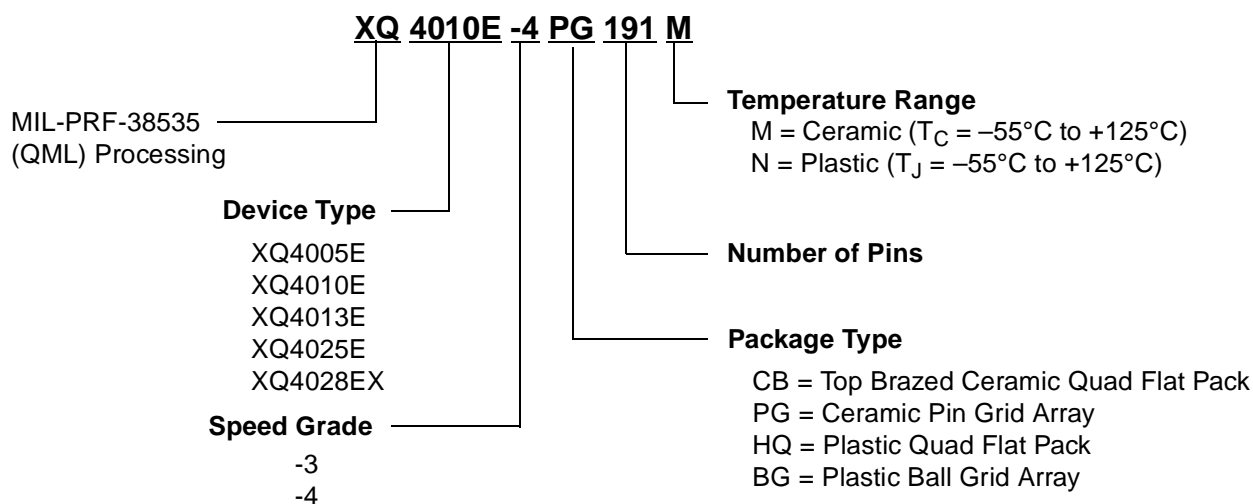 XQ 4010E -4 PG 191 M
MIL-PRF-38535
(QML) Processing
Device Type
XQ4005E
XQ4010E
XQ4013E
XQ4025E
XQ4028EX
Speed Grade
-3
-4
Temperature Range
M = Ceramic (TC = –55°C to +125°C)
N = Plastic (TJ = –55°C to +125°C)
Number of Pins
Package Type
CB = Top Brazed Ceramic Quad Flat Pack
PG = Ceramic Pin Grid Array
HQ = Plastic Quad Flat Pack
BG = Plastic Ball Grid Array